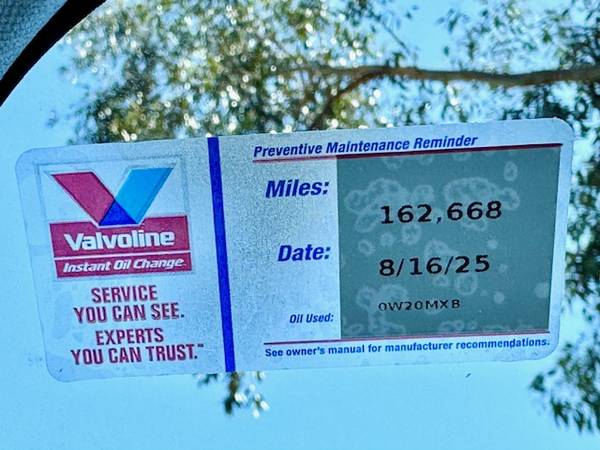 Preventive Maintenance Reminder
Valvoline
Instant Oil Change
SERVICE
YOU CAN SEE.
EXPERTS
YOU CAN TRUST.™
Miles: 162,668
Date: 8/16/25
Oil Used: 0W20MXB
See owner's manual for manufacturer recommendations.